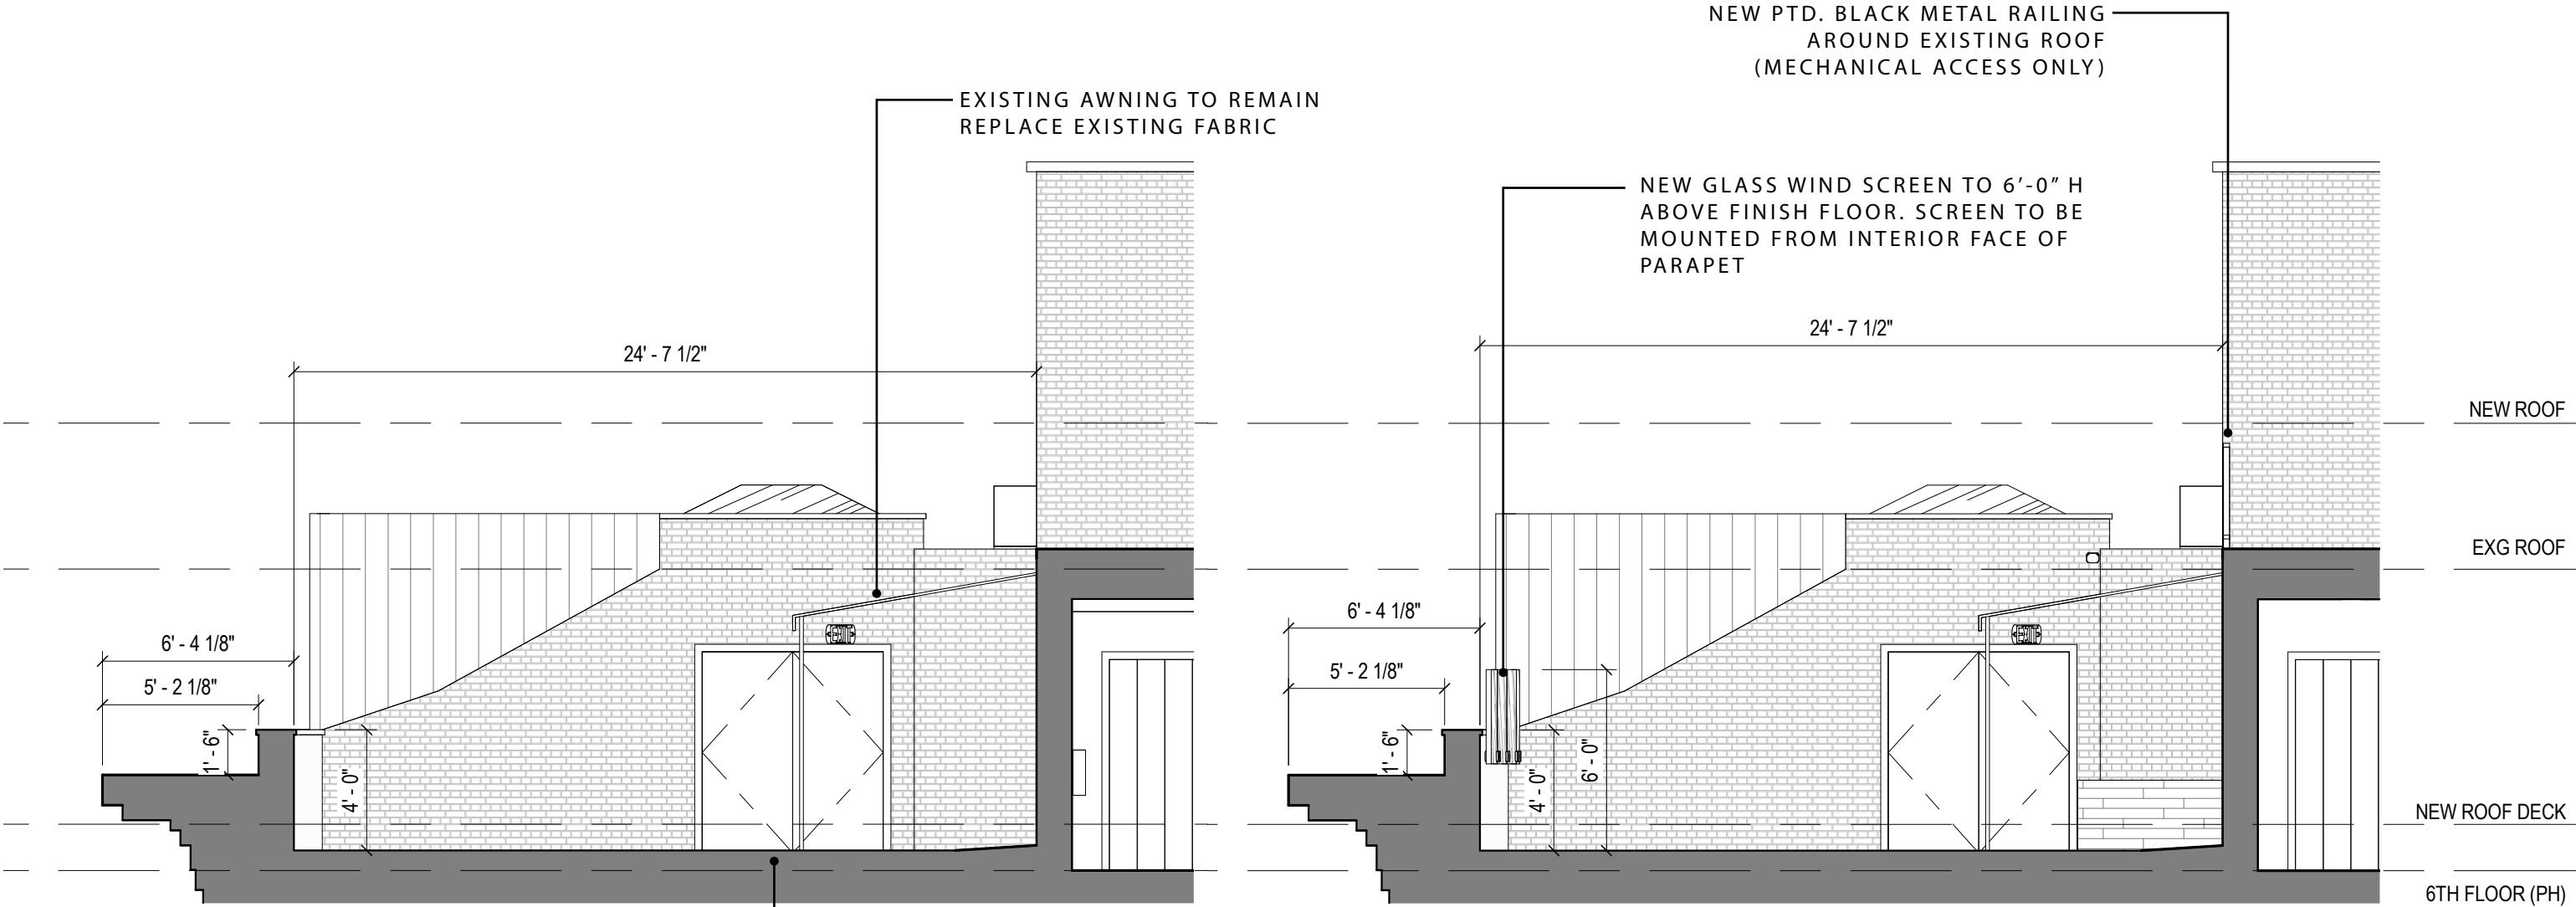 NEW PTD. BLACK METAL RAILING
AROUND EXISTING ROOF
(MECHANICAL ACCESS ONLY)
EXISTING AWNING TO REMAIN
REPLACE EXISTING FABRIC
NEW GLASS WIND SCREEN TO 6'-0" H
ABOVE FINISH FLOOR. SCREEN TO BE
MOUNTED FROM INTERIOR FACE OF
PARAPET
24' - 7 1/2"
24' - 7 1/2"
NEW ROOF
EXG ROOF
6' - 4 1/8"
5' - 2 1/8"
1' - 6"
4' - 0"
6' - 4 1/8"
5' - 2 1/8"
1' - 6"
4' - 0"
6' - 0"
NEW ROOF DECK
6TH FLOOR (PH)